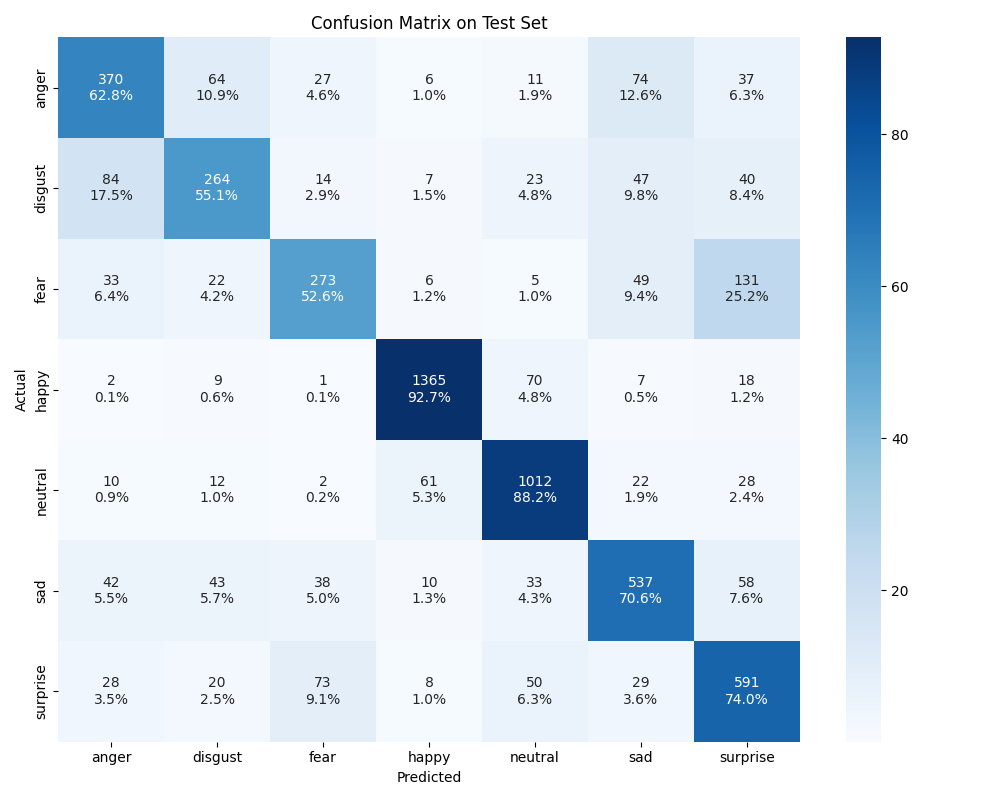 Confusion Matrix on Test Set
Actual
anger
370 64 27 6 11 74 37
62.8% 10.9% 4.6% 1.0% 1.9% 12.6% 6.3%
disgust
84 264 14 7 23 47 40
17.5% 55.1% 2.9% 1.5% 4.8% 9.8% 8.4%
fear
33 22 273 6 5 49 131
6.4% 4.2% 52.6% 1.2% 1.0% 9.4% 25.2%
happy
2 9 1 1365 70 7 18
0.1% 0.6% 0.1% 92.7% 4.8% 0.5% 1.2%
neutral
10 12 2 61 1012 22 28
0.9% 1.0% 0.2% 5.3% 88.2% 1.9% 2.4%
sad
42 43 38 10 33 537 58
5.5% 5.7% 5.0% 1.3% 4.3% 70.6% 7.6%
surprise
28 20 73 8 50 29 591
3.5% 2.5% 9.1% 1.0% 6.3% 3.6% 74.0%
anger disgust fear happy neutral sad surprise
Predicted
80
60
40
20